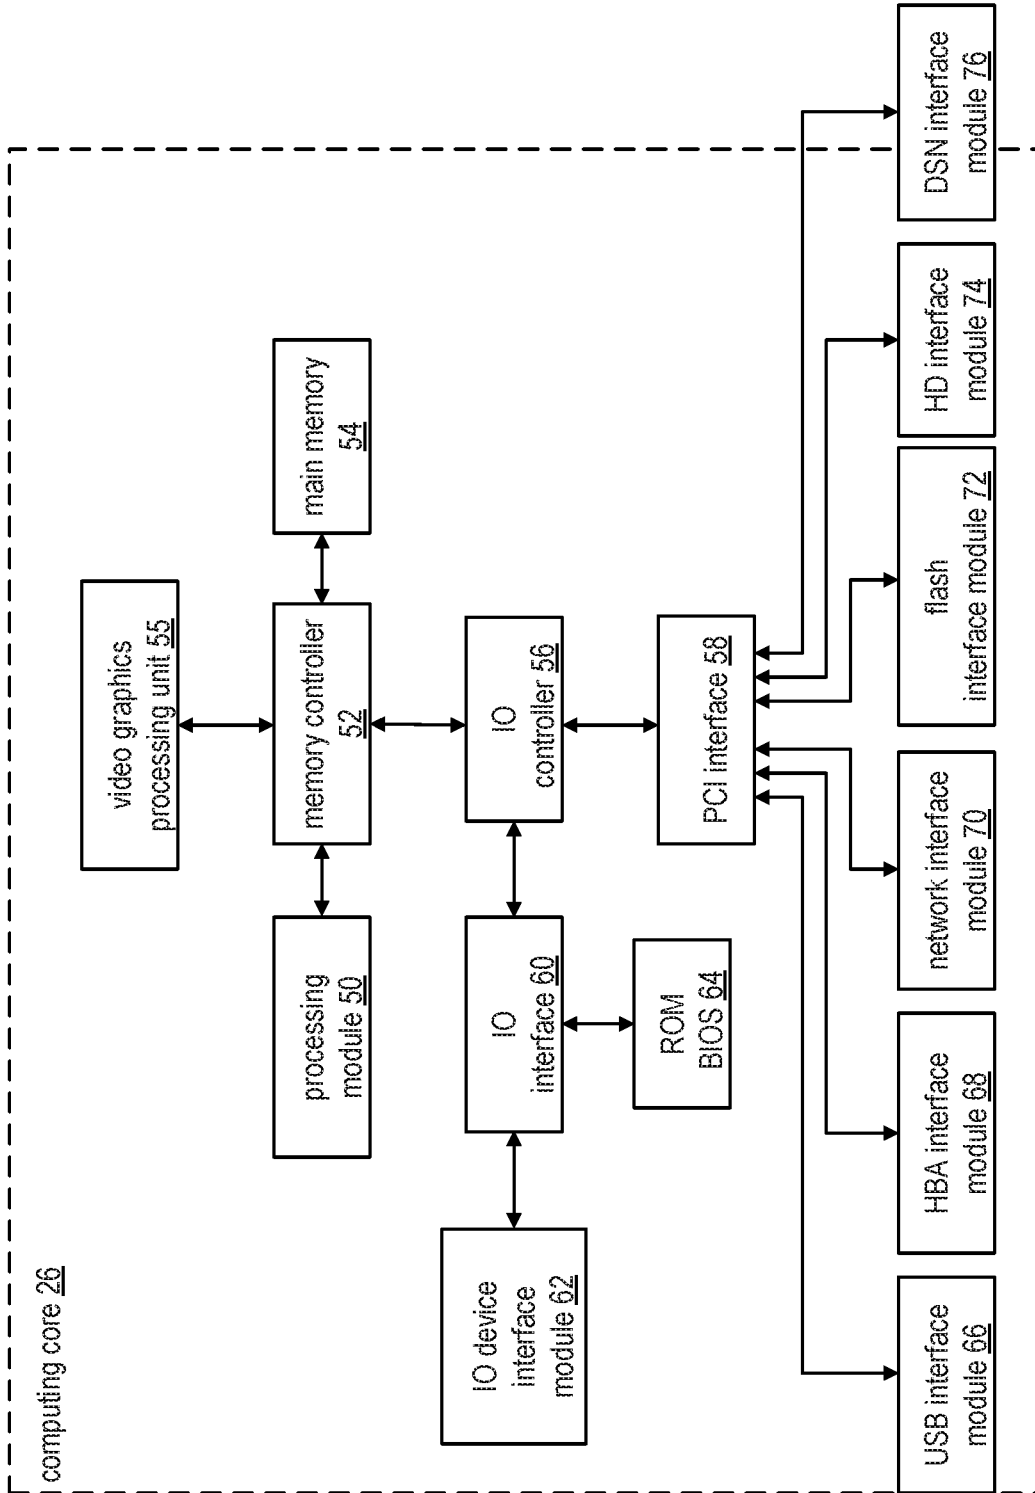 computing core 26
video graphics
processing unit 55
processing
module 50
memory controller
52
main memory
54
IO device
interface
module 62
IO
interface 60
IO
controller 56
ROM
BIOS 64
PCI interface 58
USB interface
module 66
HBA interface
module 68
network interface
module 70
flash
interface module 72
HD interface
module 74
DSN interface
module 76